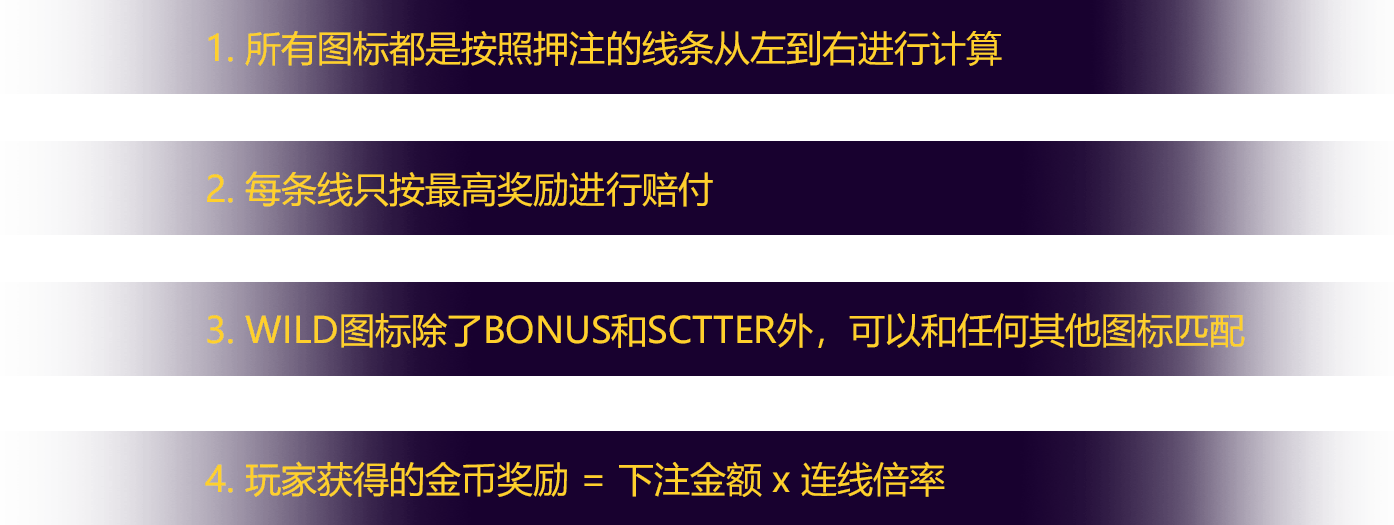 1. 所有图标都是按照押注的线条从左到右进行计算
2. 每条线只按最高奖励进行赔付
3. WILD图标除了BONUS和SCTTER外，可以和任何其他图标匹配
4. 玩家获得的金币奖励 = 下注金额 x 连线倍率